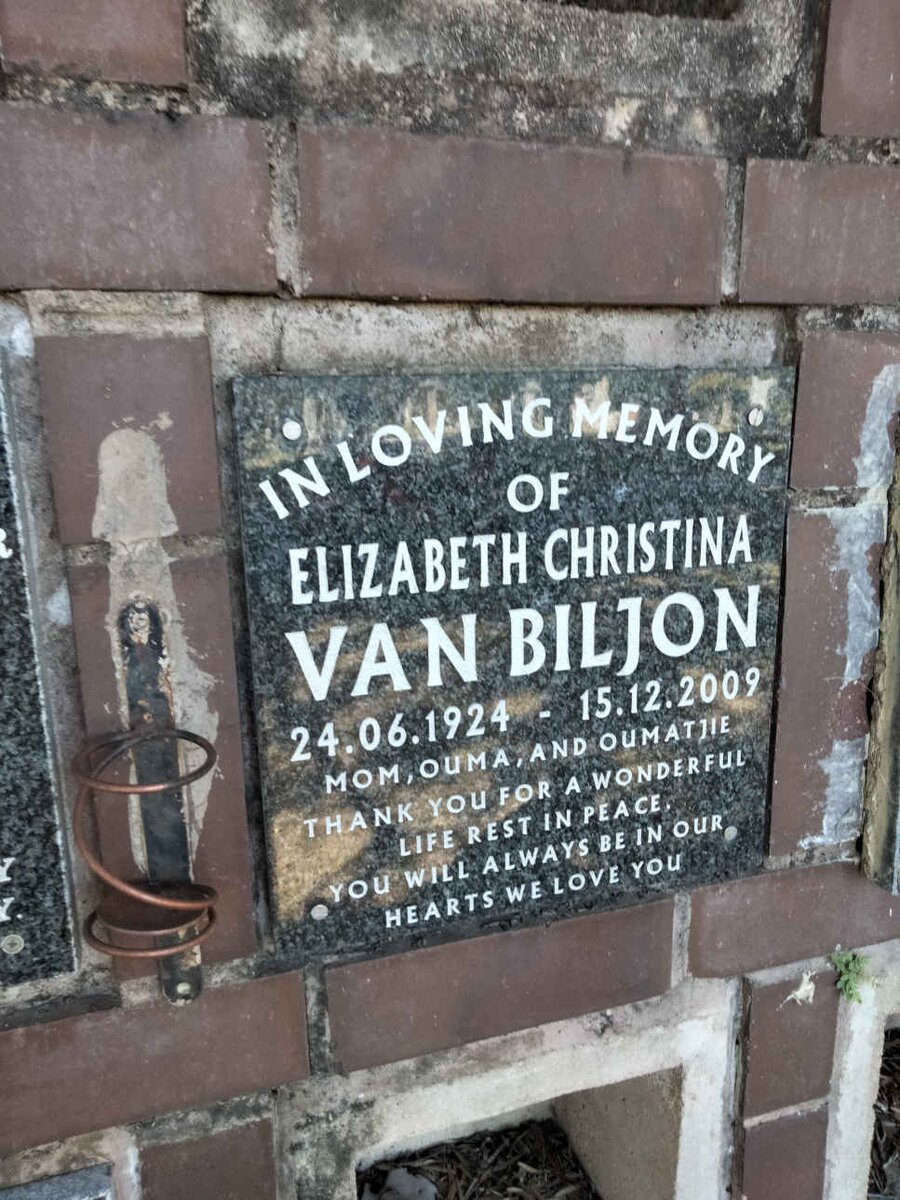 IN LOVING MEMORY
OF
ELIZABETH CHRISTINA
VAN BILJON
24.06.1924 - 15.12.2009
MOM, OUMA, AND OUMATJIE
THANK YOU FOR A WONDERFUL
LIFE REST IN PEACE.
YOU WILL ALWAYS BE IN OUR
HEARTS WE LOVE YOU